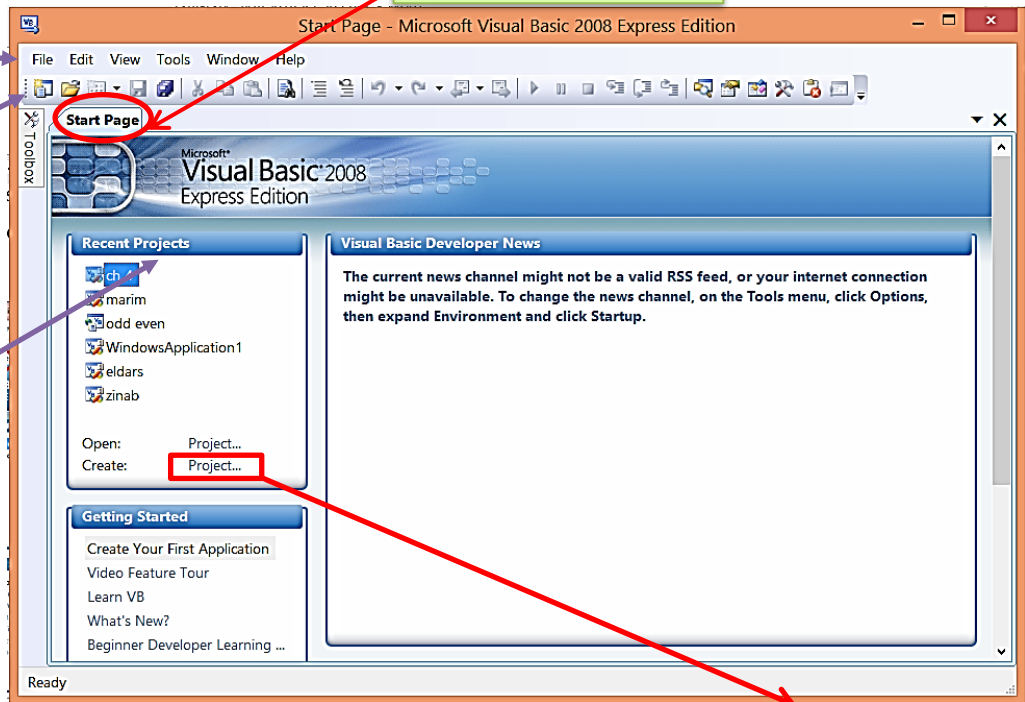 Start Page - Microsoft Visual Basic 2008 Express Edition
File Edit View Tools Window Help
Start Page
Toolbox
Microsoft
Visual Basic 2008
Express Edition
Recent Projects
marim
odd even
WindowsApplication1
eldars
zinab
Open: Project...
Create: Project...
Getting Started
Create Your First Application
Video Feature Tour
Learn VB
What's New?
Beginner Developer Learning ...
Visual Basic Developer News
The current news channel might not be a valid RSS feed, or your internet connection
might be unavailable. To change the news channel, on the Tools menu, click Options,
then expand Environment and click Startup.
Ready